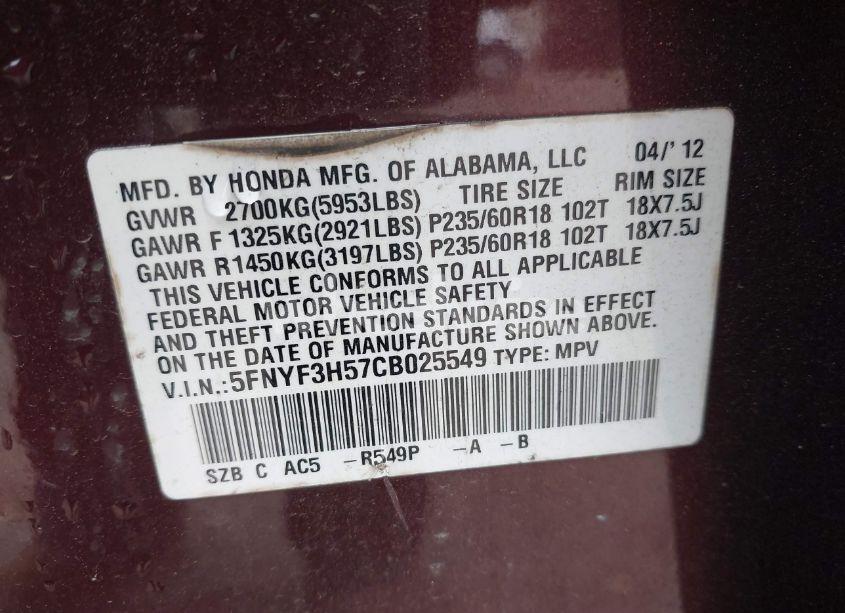 MFD. BY HONDA MFG. OF ALABAMA, LLC 04/' 12
GVWR 2700KG(5953LBS) TIRE SIZE RIM SIZE
GAWR F 1325KG(2921LBS) P235/60R18 102T 18X7.5J
GAWR R1450KG(3197LBS) P235/60R18 102T 18X7.5J
THIS VEHICLE CONFORMS TO ALL APPLICABLE
FEDERAL MOTOR VEHICLE SAFETY
AND THEFT PREVENTION STANDARDS IN EFFECT
ON THE DATE OF MANUFACTURE SHOWN ABOVE.
V.I.N.:5FNYF3H57CB025549 TYPE: MPV
SZB C AC5 -R549P -A -B